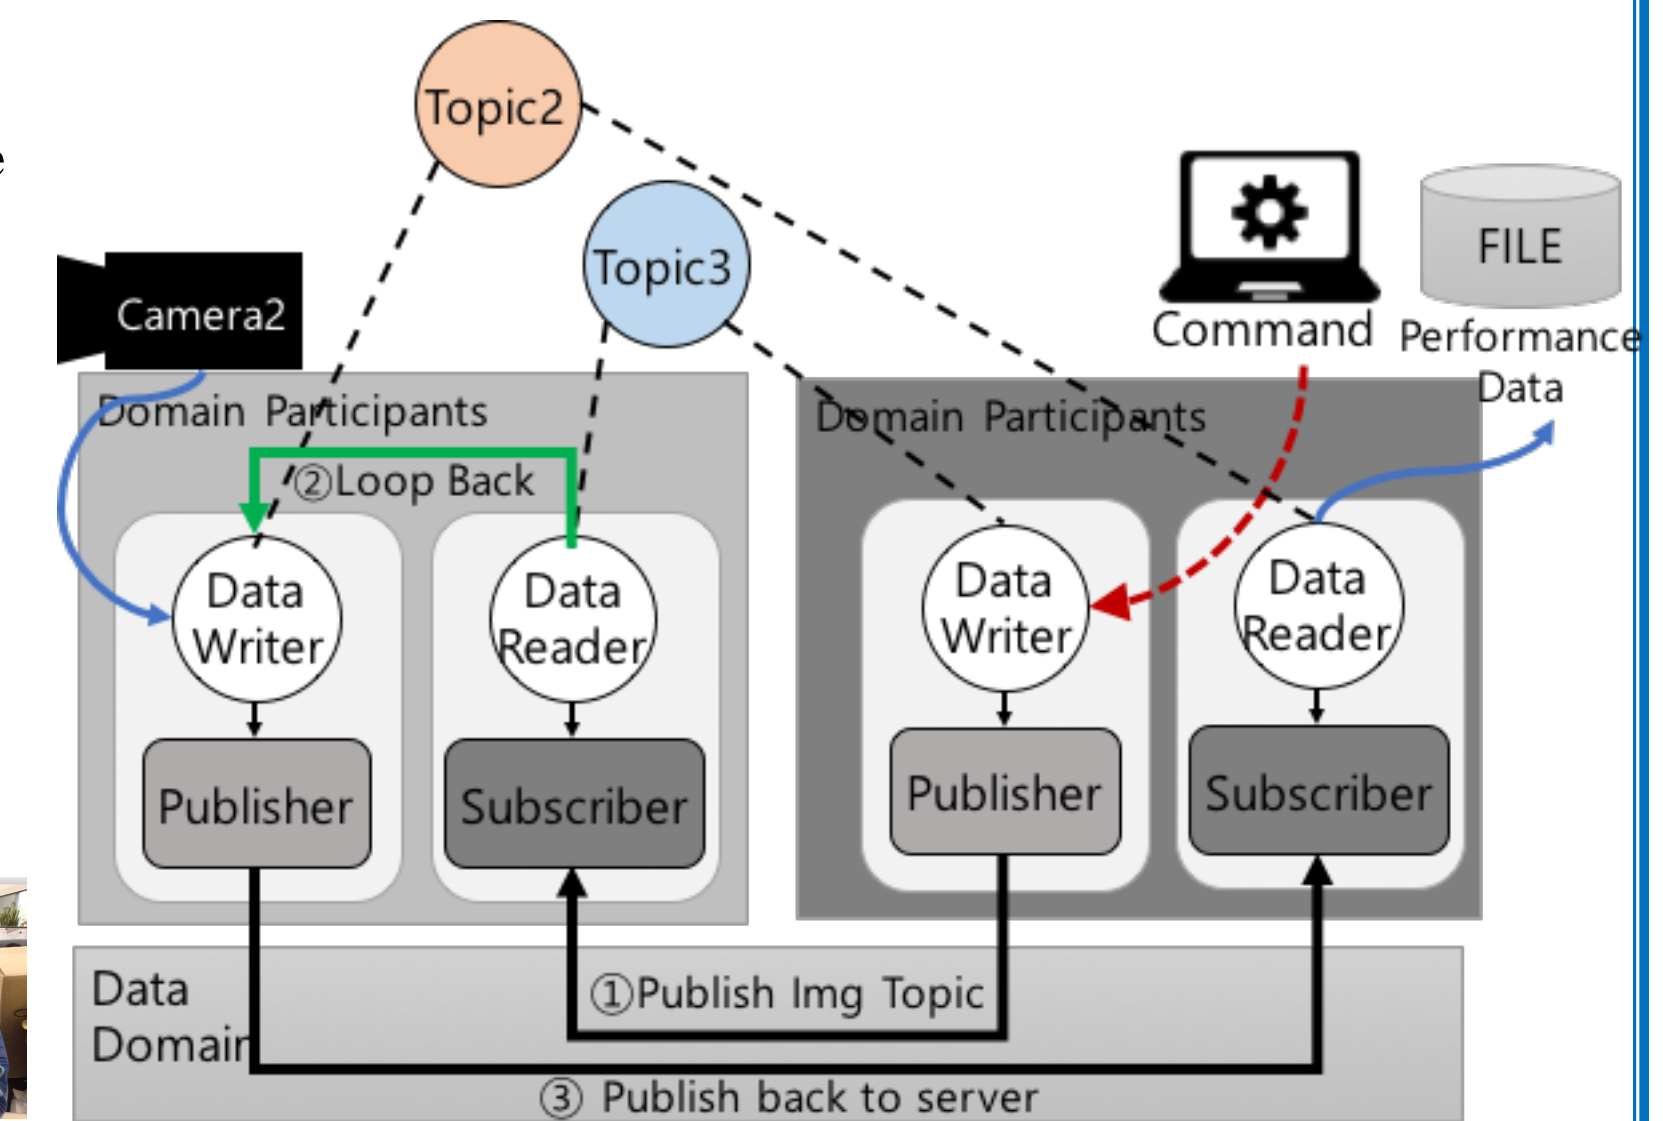 e
Topic2
Topic3
Camera2
Command
FILE
Performance
Data
Domain Participants
②Loop Back
Data
Writer
Data
Reader
Publisher
Subscriber
Domain Participants
Data
Writer
Data
Reader
Publisher
Subscriber
Data
Domain
①Publish Img Topic
③ Publish back to server